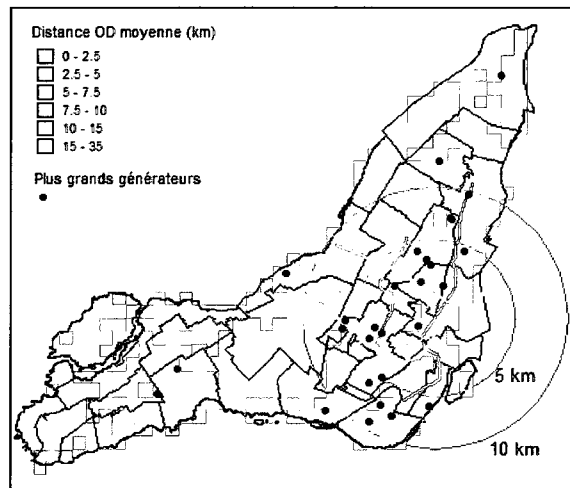 Distance OD moyenne (km)
0 - 2.5
2.5 - 5
5 - 7.5
7.5 - 10
10 - 15
15 - 35
Plus grands générateurs
5 km
10 km